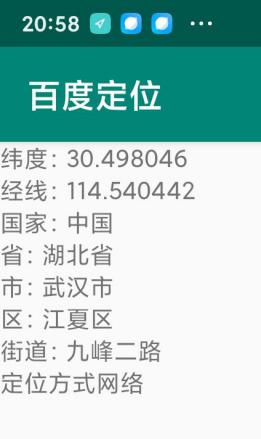 20:58
百度定位
纬度：30.498046
经线：114.540442
国家：中国
省：湖北省
市：武汉市
区：江夏区
街道：九峰二路
定位方式网络